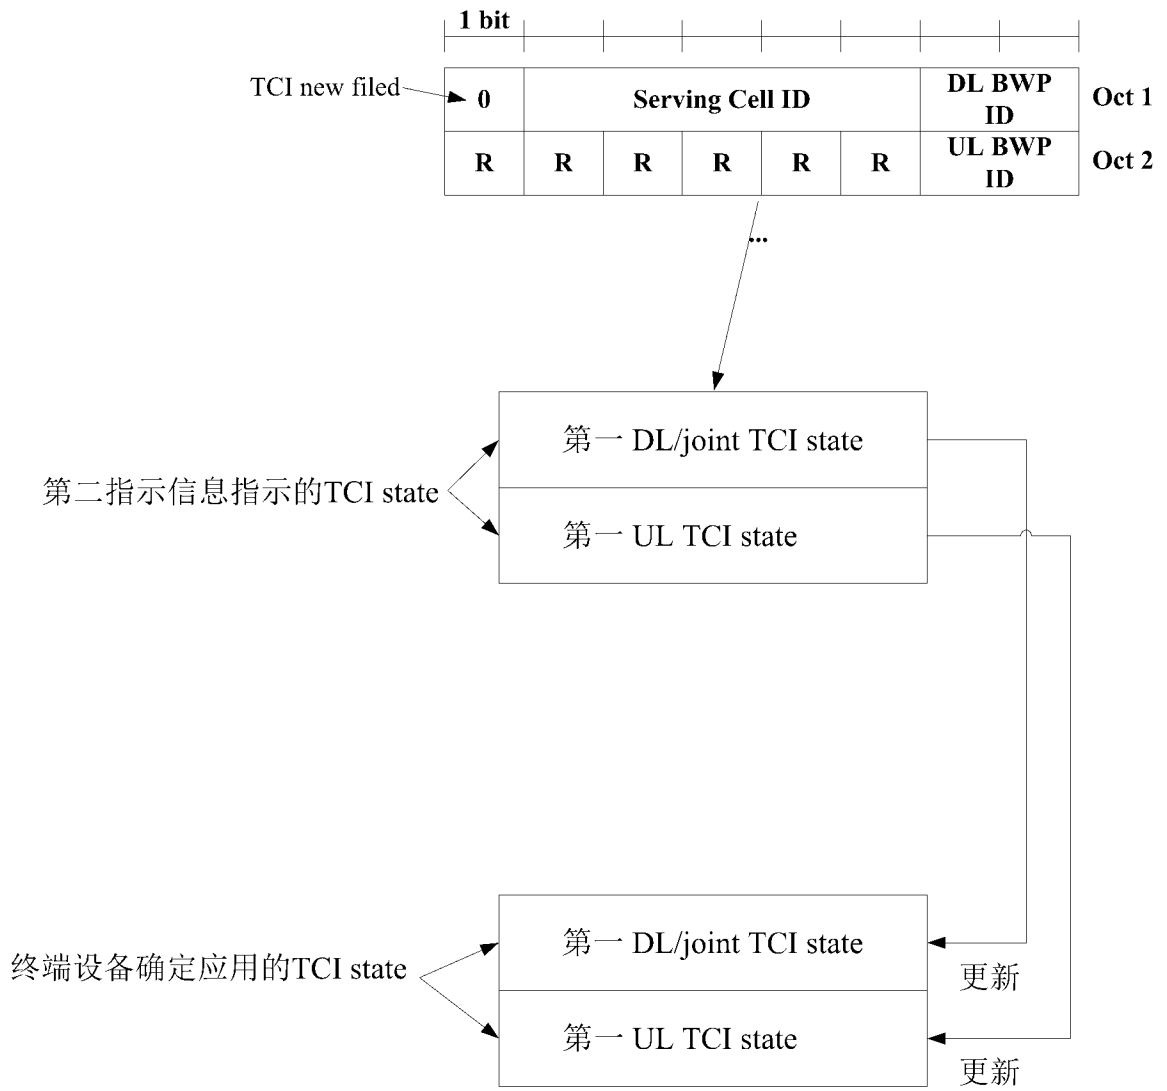 1 bit
TCI new filed
0 Serving Cell ID DL BWP
ID
Oct 1
R R R R R R UL BWP
ID
Oct 2
...
第一 DL/joint TCI state
第二指示信息指示的TCI state
第一 UL TCI state
第一 DL/joint TCI state
终端设备确定应用的TCI state
更新
第一 UL TCI state
更新